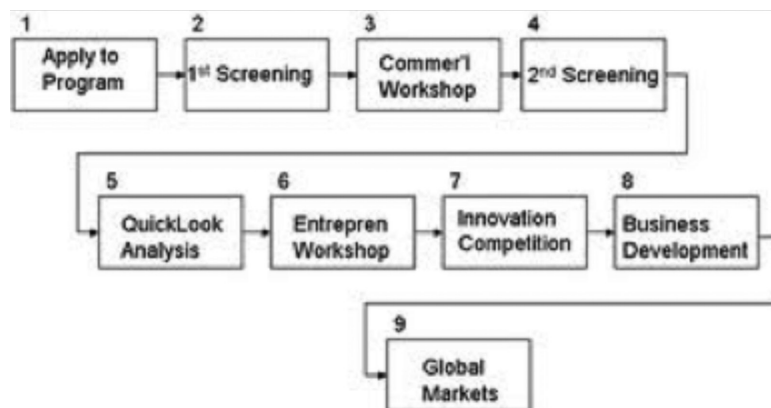 1
Apply to
Program
2
1st Screening
3
Commer'l
Workshop
4
2nd Screening
5
QuickLook
Analysis
6
Entrepren
Workshop
7
Innovation
Competition
8
Business
Development
9
Global
Markets